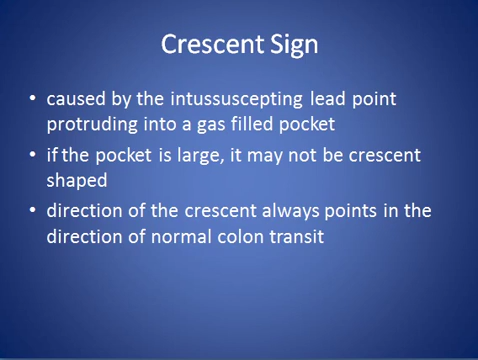 Crescent Sign
• caused by the intussuscepting lead point
protruding into a gas filled pocket
• if the pocket is large, it may not be crescent
shaped
• direction of the crescent always points in the
direction of normal colon transit